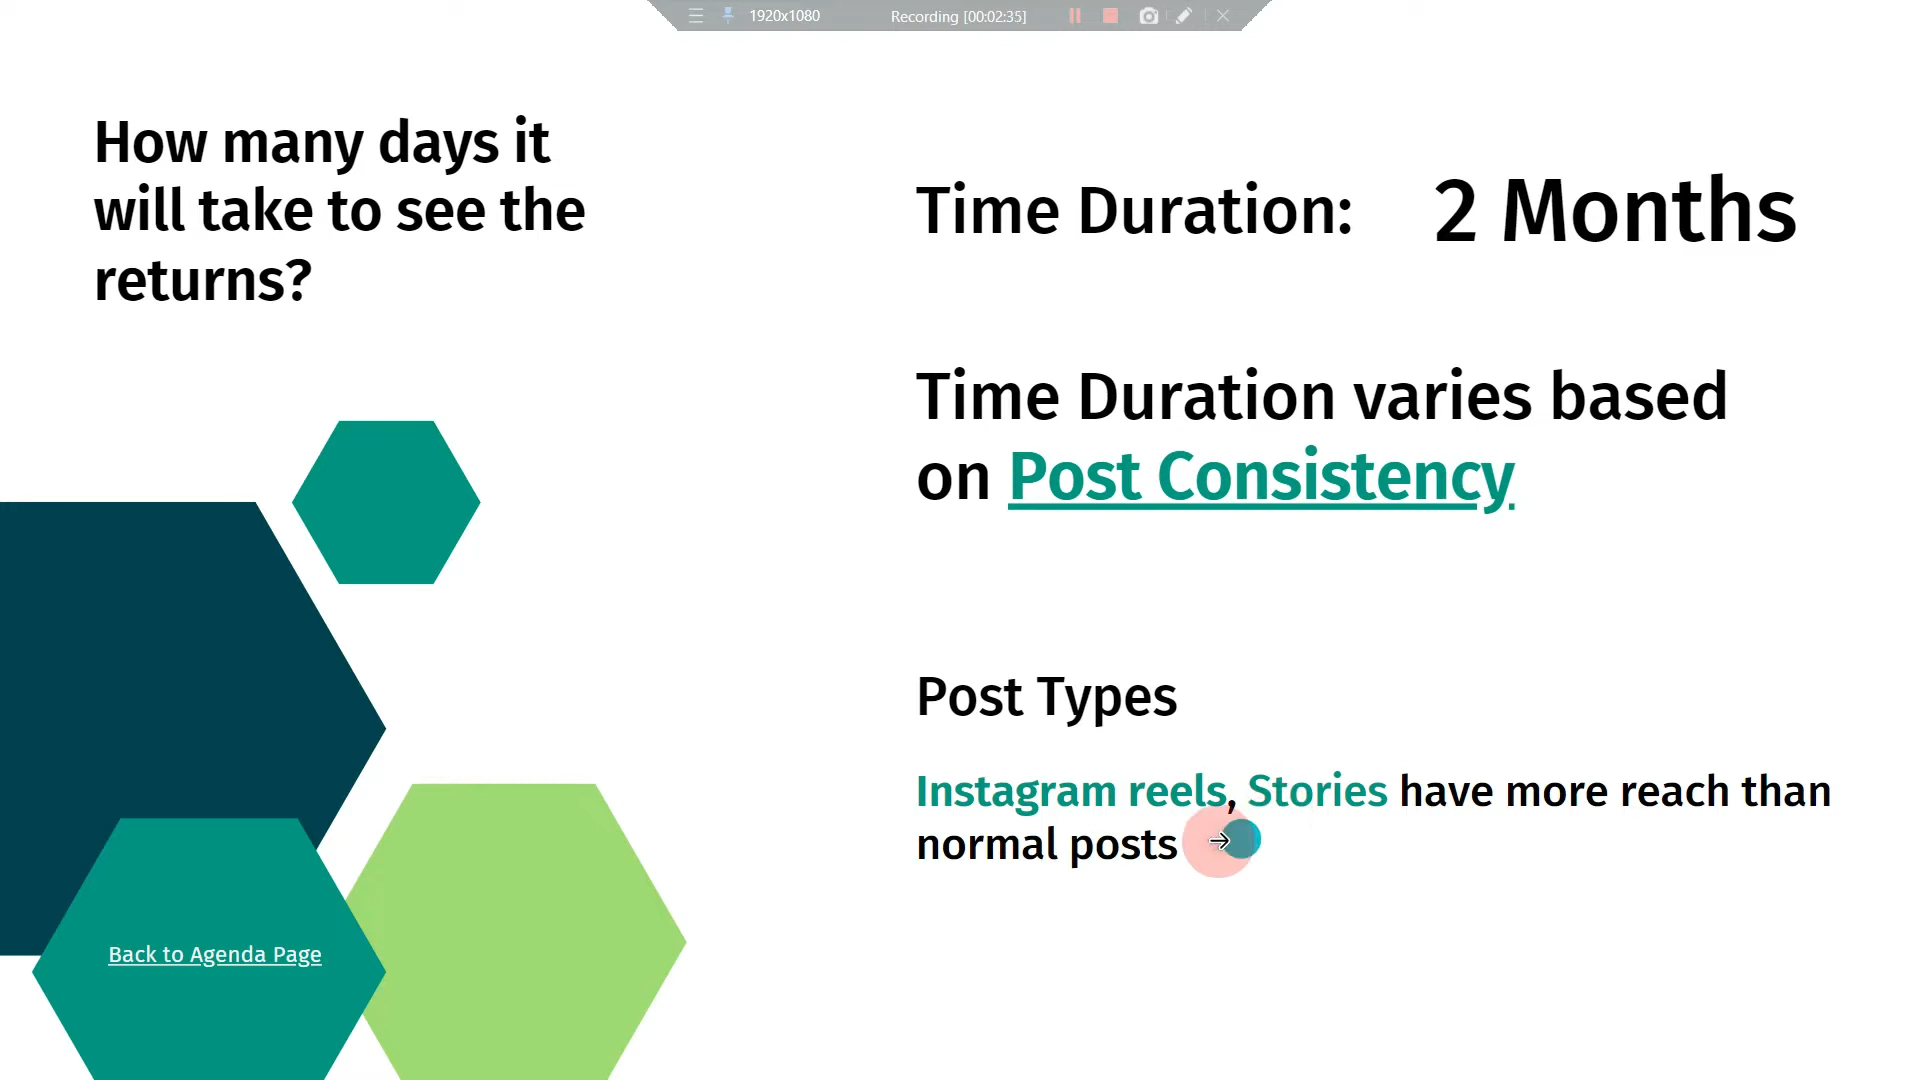 1920x1080 Recording [00:02:35]
How many days it
will take to see the
returns?
Time Duration: 2 Months
Time Duration varies based
on Post Consistency
Post Types
Instagram reels, Stories have more reach than
normal posts
Back to Agenda Page